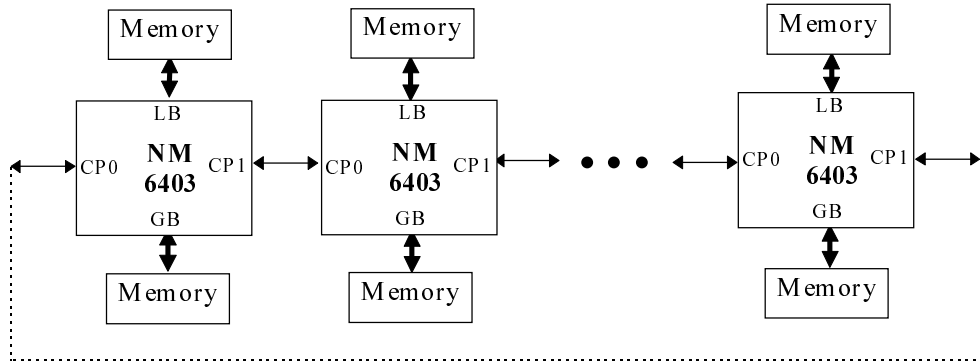 Memory
Memory
Memory
LB
LB
LB
CP0
NM
6403
CP1
CP0
NM
6403
CP1
CP0
NM
6403
CP1
GB
GB
GB
Memory
Memory
Memory